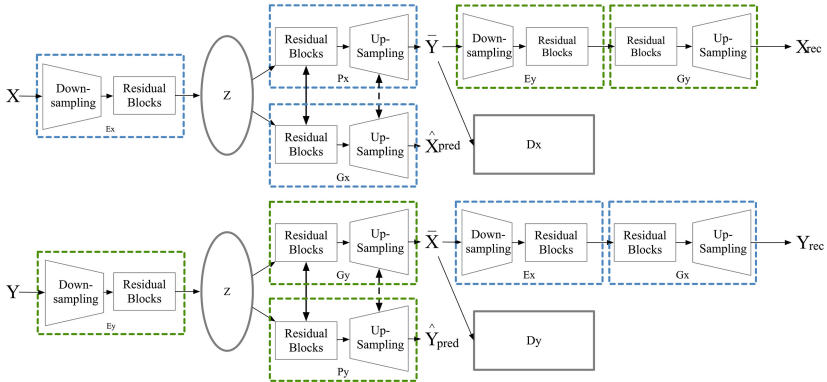 X
Down-
sampling
Residual
Blocks
Ex
Z
Residual
Blocks
Up-
Sampling
Px
Residual
Blocks
Up-
Sampling
Gx
Ȳ
X̂pred
Down-
sampling
Residual
Blocks
Ey
Residual
Blocks
Up-
Sampling
Gy
Xrec
Dx
Y
Down-
sampling
Residual
Blocks
Ey
Z
Residual
Blocks
Up-
Sampling
Gy
Residual
Blocks
Up-
Sampling
Py
X̄
Ŷpred
Down-
sampling
Residual
Blocks
Ex
Residual
Blocks
Up-
Sampling
Gx
Yrec
Dy